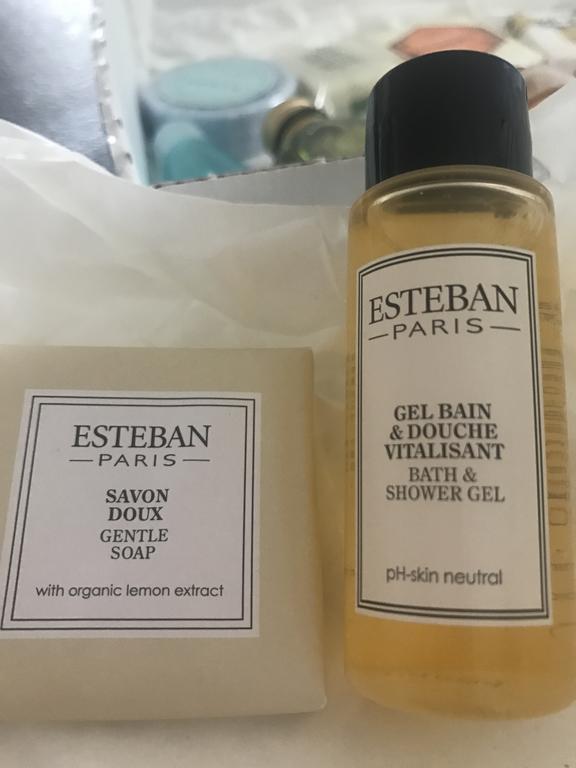 ESTEBAN
PARIS
SAVON
DOUX
GENTLE
SOAP
with organic lemon extract
ESTEBAN
PARIS
GEL BAIN
& DOUCHE
VITALISANT
BATH &
SHOWER GEL
pH-skin neutral